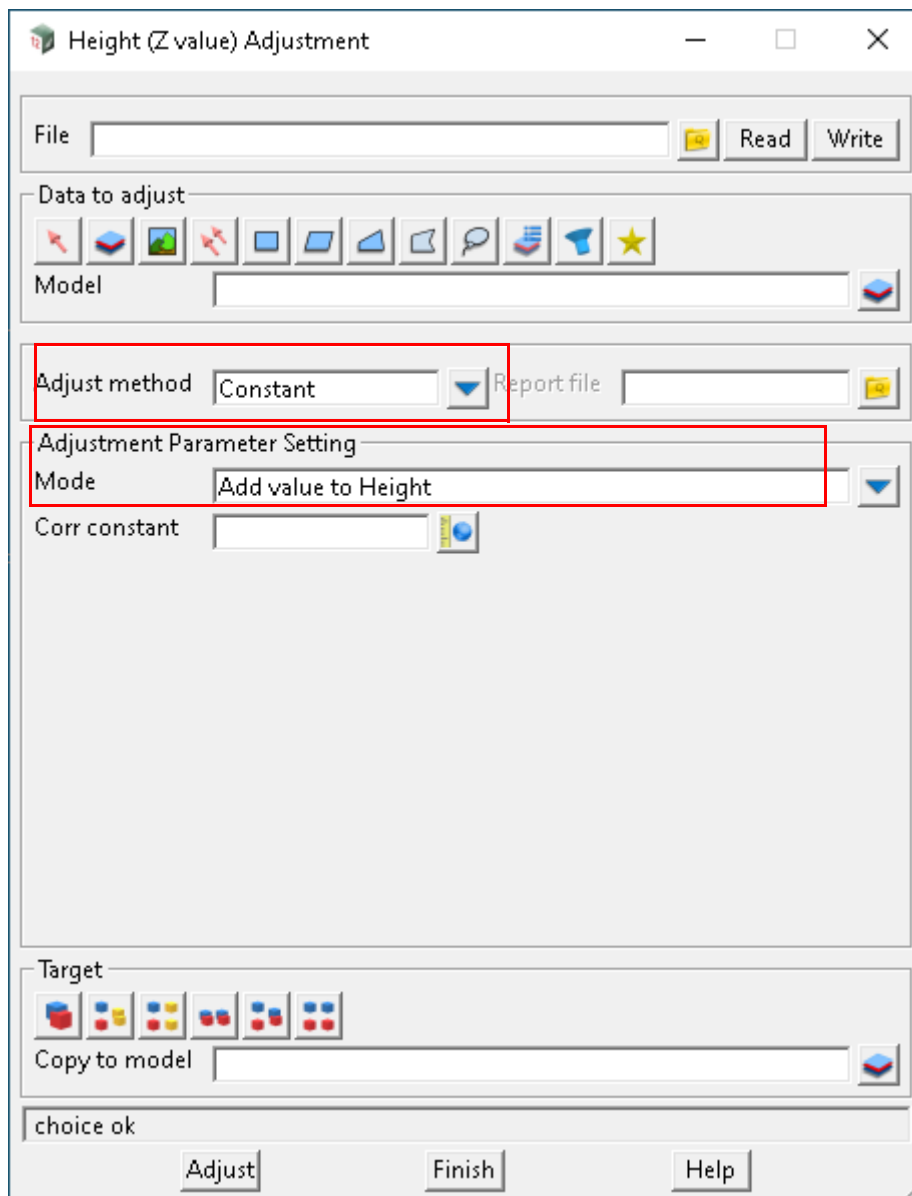 Height (Z value) Adjustment
File
Read
Write
Data to adjust
Model
Adjust method
Constant
Report file
Adjustment Parameter Setting
Mode
Add value to Height
Corr constant
Target
Copy to model
choice ok
Adjust
Finish
Help